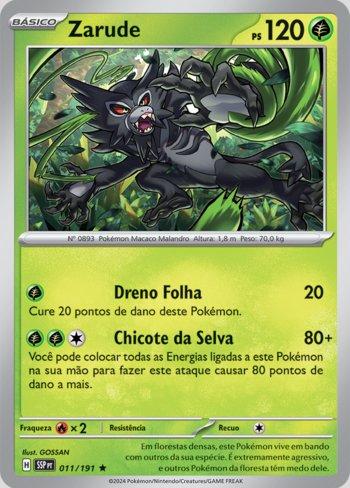 BÁSICO
Zarude
PS 120
Nº 0893 Pokémon Macaco Malandro Altura: 1,8 m Peso: 70,0 kg
Dreno Folha 20
Cure 20 pontos de dano deste Pokémon.
Chicote da Selva 80+
Você pode colocar todas as Energias ligadas a este Pokémon
na sua mão para fazer este ataque causar 80 pontos
de dano a mais.
Fraqueza × 2 Resistência Recuo
Ilust. GOSSAN
H SSP PT 011/191 ★
Em florestas densas, este Pokémon vive em bando
com outros da sua espécie. É extremamente agressivo,
e outros Pokémon da floresta têm medo dele.
©2024 Pokémon/Nintendo/Creatures/GAME FREAK